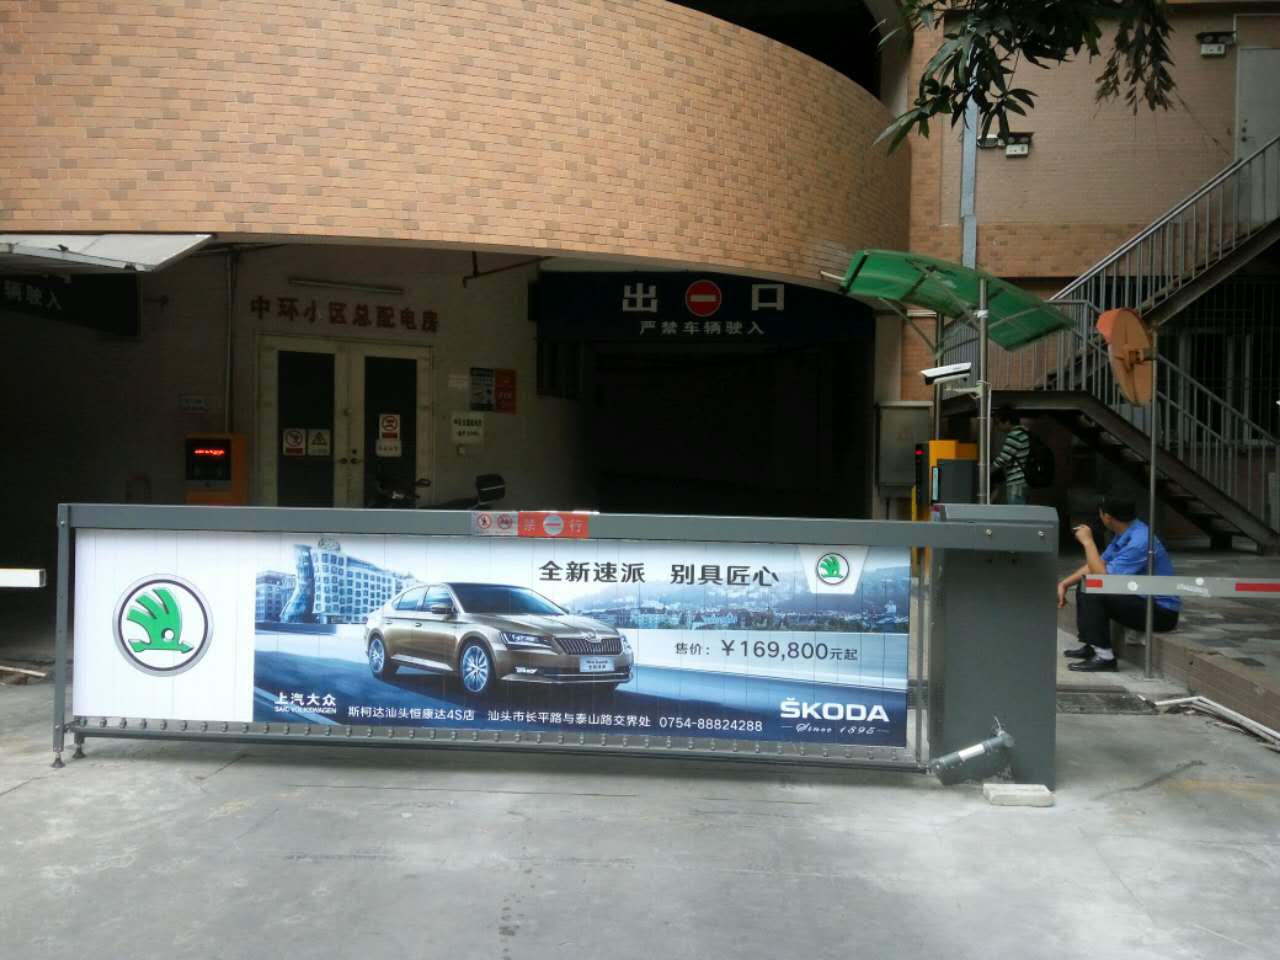 辆驶入
中环小区总配电房
出 口
严禁车辆驶入
禁 行
全新速派 别具匠心
售价：￥169,800元起
上汽大众
SAIC VOLKSWAGEN
斯柯达汕头恒康达4S店 汕头市长平路与泰山路交界处 0754-88824288
ŠKODA
Since 1895